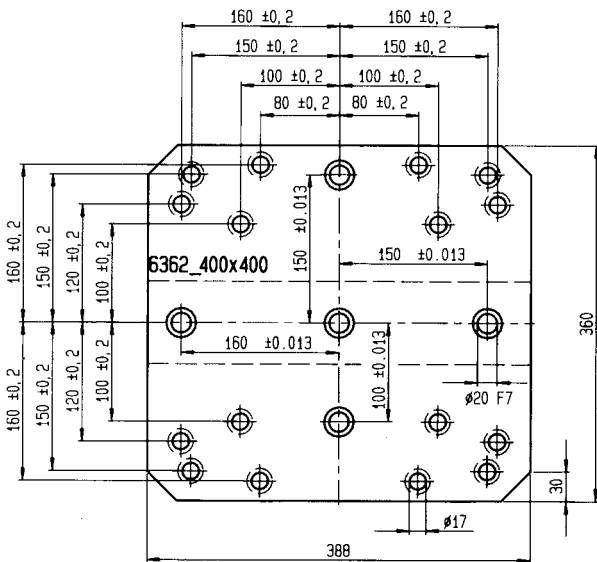 160 ±0,2 160 ±0,2
150 ±0,2 150 ±0,2
100 ±0,2 100 ±0,2
80 ±0,2 80 ±0,2
160 ±0,2
150 ±0,2
120 ±0,2
100 ±0,2
150 ±0.013
150 ±0.013
6362_400x400
160 ±0.013
100 ±0.013
160 ±0,2
150 ±0,2
120 ±0,2
100 ±0,2
360
ø20 F7
30
ø17
388